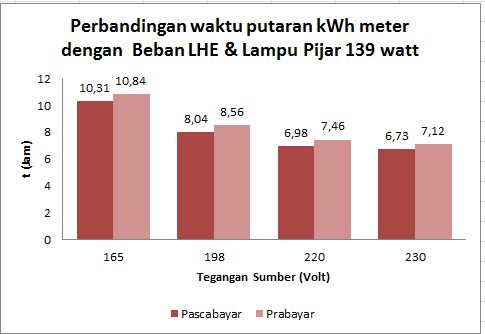 Perbandingan waktu putaran kWh meter
dengan Beban LHE & Lampu Pijar 139 watt
t (Jam)
12
10
8
6
4
2
0
10,31 10,84
8,04 8,56
6,98 7,46
6,73 7,12
165 198 220 230
Tegangan Sumber (Volt)
Pascabayar Prabayar